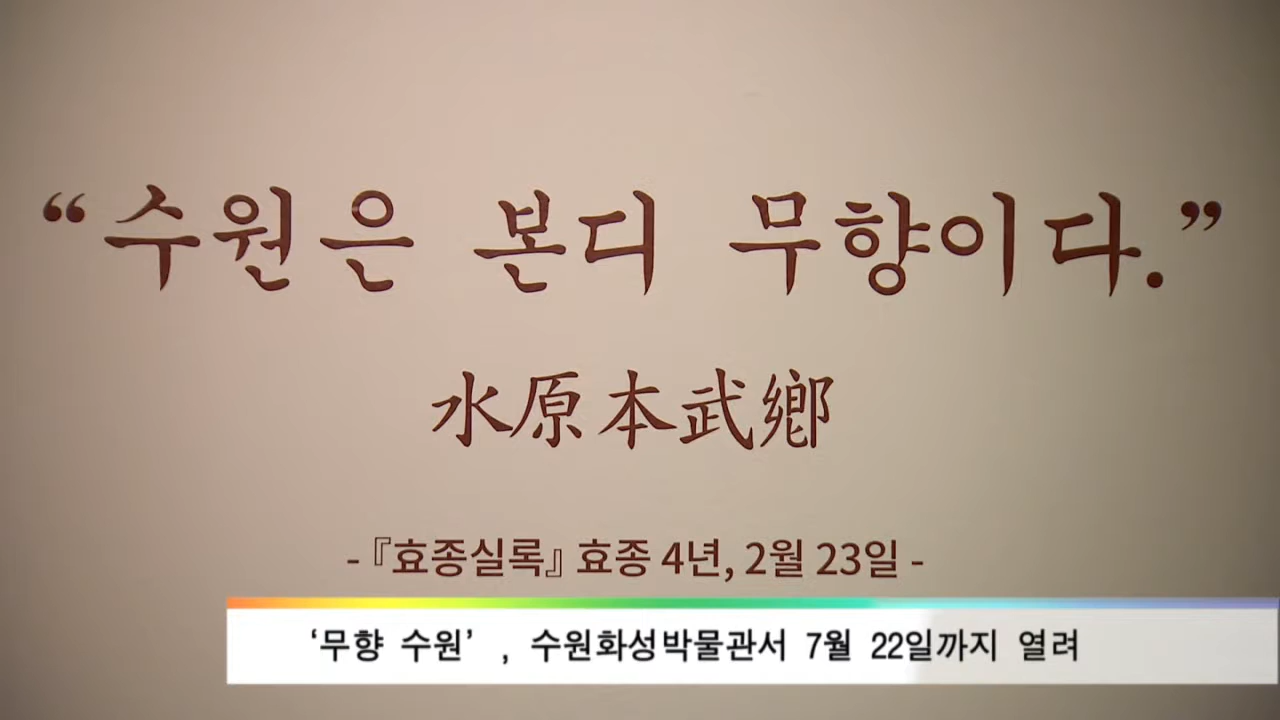 “수원은 본디 무향이다.”
水原本武鄕
- 『효종실록』 효종 4년, 2월 23일 -
‘무향 수원’, 수원화성박물관서 7월 22일까지 열려